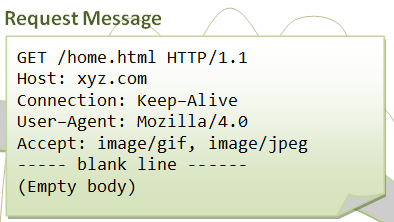 Request Message
GET /home.html HTTP/1.1
Host: xyz.com
Connection: Keep–Alive
User–Agent: Mozilla/4.0
Accept: image/gif, image/jpeg
----- blank line ------
(Empty body)